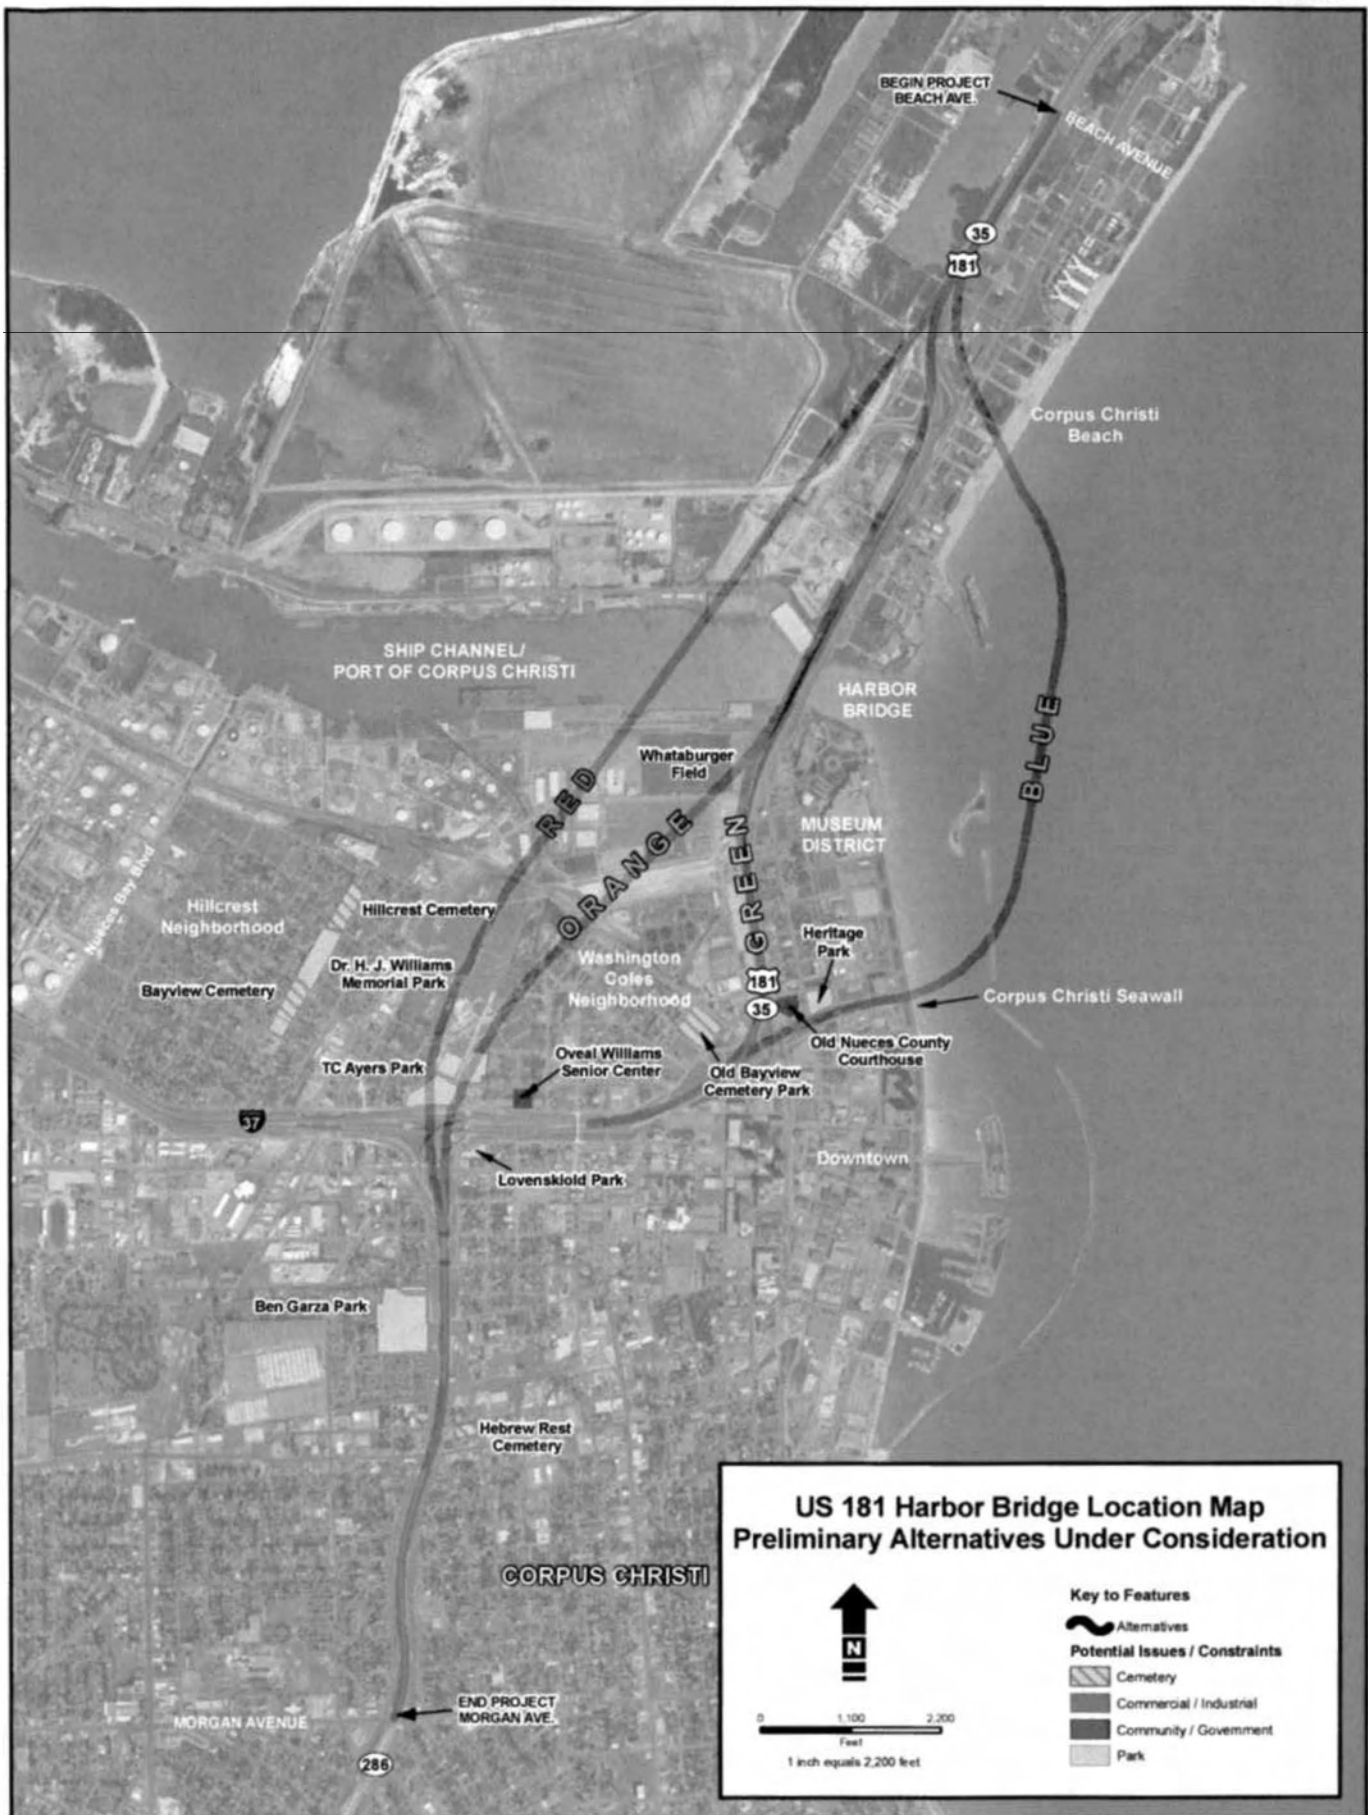 BEGIN PROJECT
BEACH AVE.
BEACH AVENUE
35
181
Corpus Christi
Beach
SHIP CHANNEL/
PORT OF CORPUS CHRISTI
HARBOR
BRIDGE
BLUE
Whataburger
Field
RED
ORANGE
GREEN
MUSEUM
DISTRICT
Nueces Bay Blvd
Hillcrest
Neighborhood
Hillcrest Cemetery
Heritage
Park
Washington
Coles
Neighborhood
Dr. H. J. Williams
Memorial Park
Bayview Cemetery
181
35
Corpus Christi Seawall
Old Nueces County
Courthouse
Oveal Williams
Senior Center
TC Ayers Park
Old Bayview
Cemetery Park
37
Downtown
Lovenskiold Park
Ben Garza Park
Hebrew Rest
Cemetery
CORPUS CHRISTI
END PROJECT
MORGAN AVE.
MORGAN AVENUE
286
US 181 Harbor Bridge Location Map
Preliminary Alternatives Under Consideration
N
0 1,100 2,200
Feet
1 inch equals 2,200 feet
Key to Features
Alternatives
Potential Issues / Constraints
Cemetery
Commercial / Industrial
Community / Government
Park